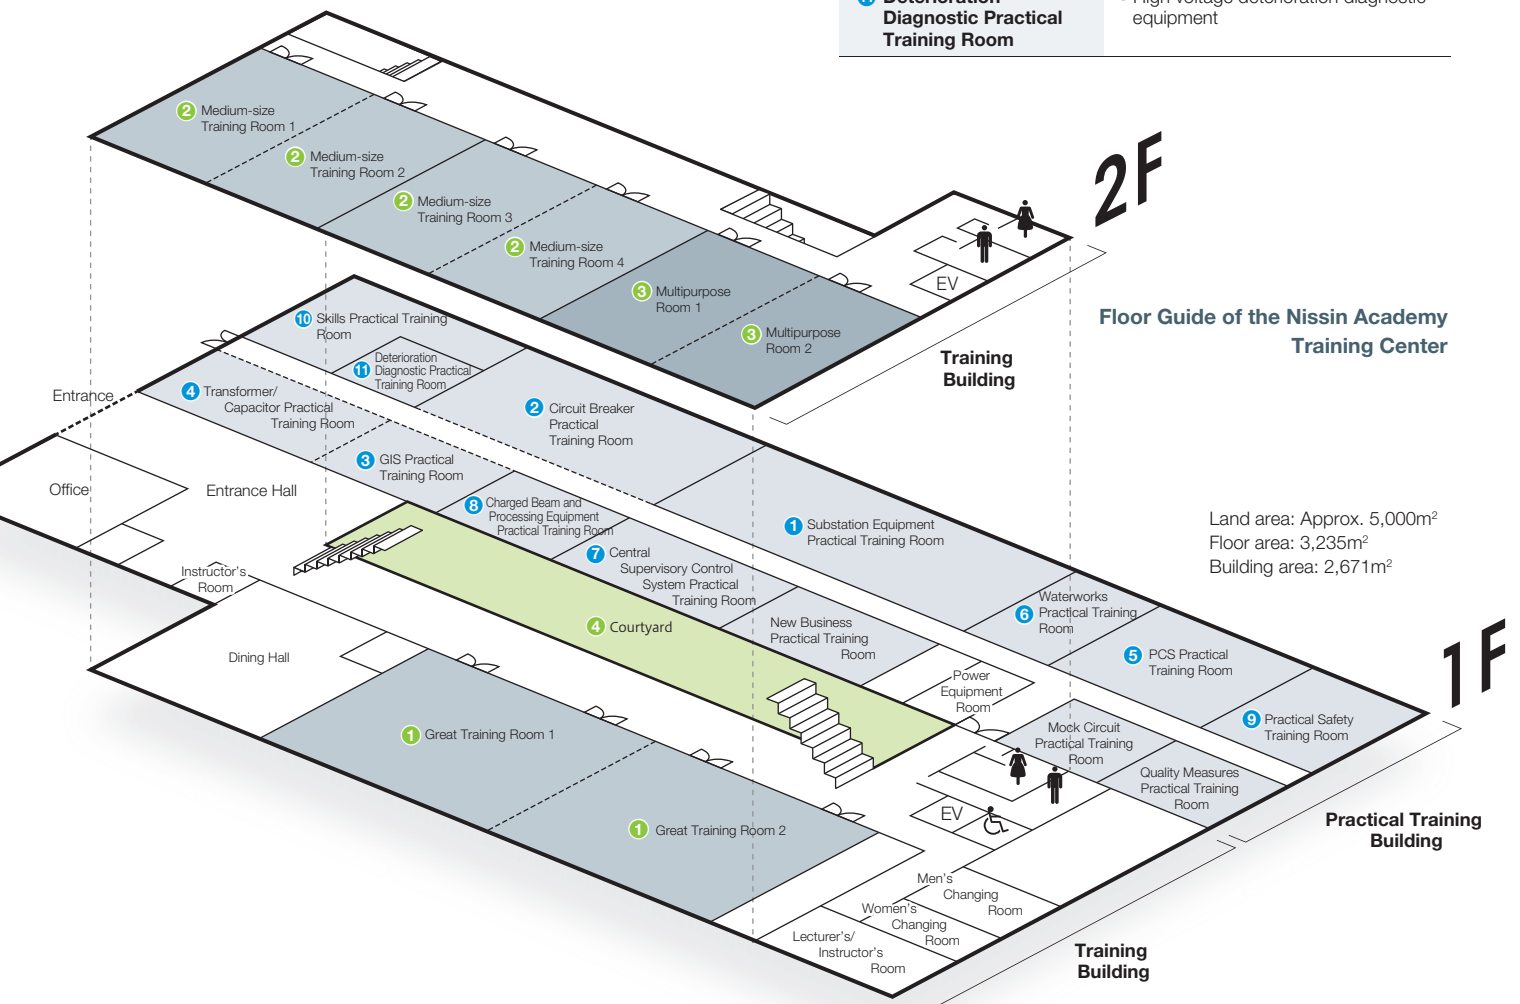 Deterioration
Diagnostic Practical
Training Room
High voltage deterioration diagnostic
equipment
2F
2 Medium-size
Training Room 1
2 Medium-size
Training Room 2
2 Medium-size
Training Room 3
2 Medium-size
Training Room 4
3 Multipurpose
Room 1
3 Multipurpose
Room 2
EV
Training
Building
Floor Guide of the Nissin Academy
Training Center
Land area: Approx. 5,000m²
Floor area: 3,235m²
Building area: 2,671m²
1F
10 Skills Practical Training
Room
11 Deterioration
Diagnostic Practical
Training Room
Entrance
4 Transformer/
Capacitor Practical
Training Room
2 Circuit Breaker
Practical
Training Room
3 GIS Practical
Training Room
Office
Entrance Hall
8 Charged Beam and
Processing Equipment
Practical Training Room
1 Substation Equipment
Practical Training Room
7 Central
Supervisory Control
System Practical
Training Room
Instructor's
Room
6 Waterworks
Practical Training
Room
4 Courtyard
New Business
Practical Training
Room
Dining Hall
5 PCS Practical
Training Room
Power
Equipment
Room
9 Practical Safety
Training Room
1 Great Training Room 1
Mock Circuit
Practical Training
Room
Quality Measures
Practical Training
Room
EV
1 Great Training Room 2
Practical Training
Building
Men's
Changing
Room
Women's
Changing
Room
Lecturer's/
Instructor's
Room
Training
Building